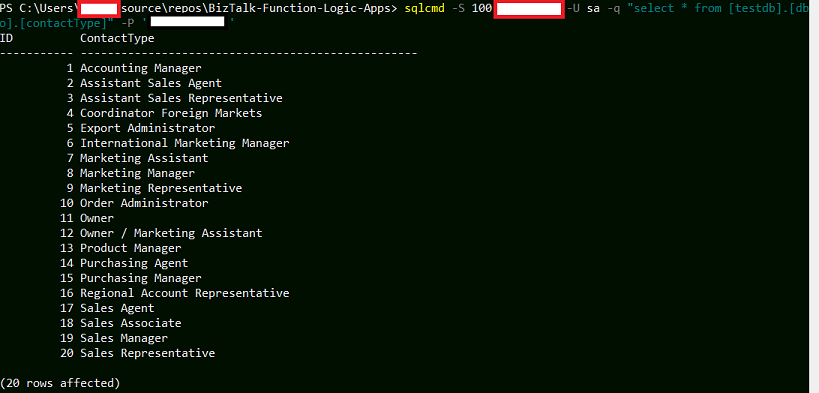 PS C:\Users\ source\repos\BizTalk-Function-Logic-Apps> sqlcmd -S 100 -U sa -q "select * from [testdb].[db
o].[contactType]" -P ' '
ID          ContactType
----------- --------------------------------------------------
          1 Accounting Manager
          2 Assistant Sales Agent
          3 Assistant Sales Representative
          4 Coordinator Foreign Markets
          5 Export Administrator
          6 International Marketing Manager
          7 Marketing Assistant
          8 Marketing Manager
          9 Marketing Representative
         10 Order Administrator
         11 Owner
         12 Owner / Marketing Assistant
         13 Product Manager
         14 Purchasing Agent
         15 Purchasing Manager
         16 Regional Account Representative
         17 Sales Agent
         18 Sales Associate
         19 Sales Manager
         20 Sales Representative
(20 rows affected)